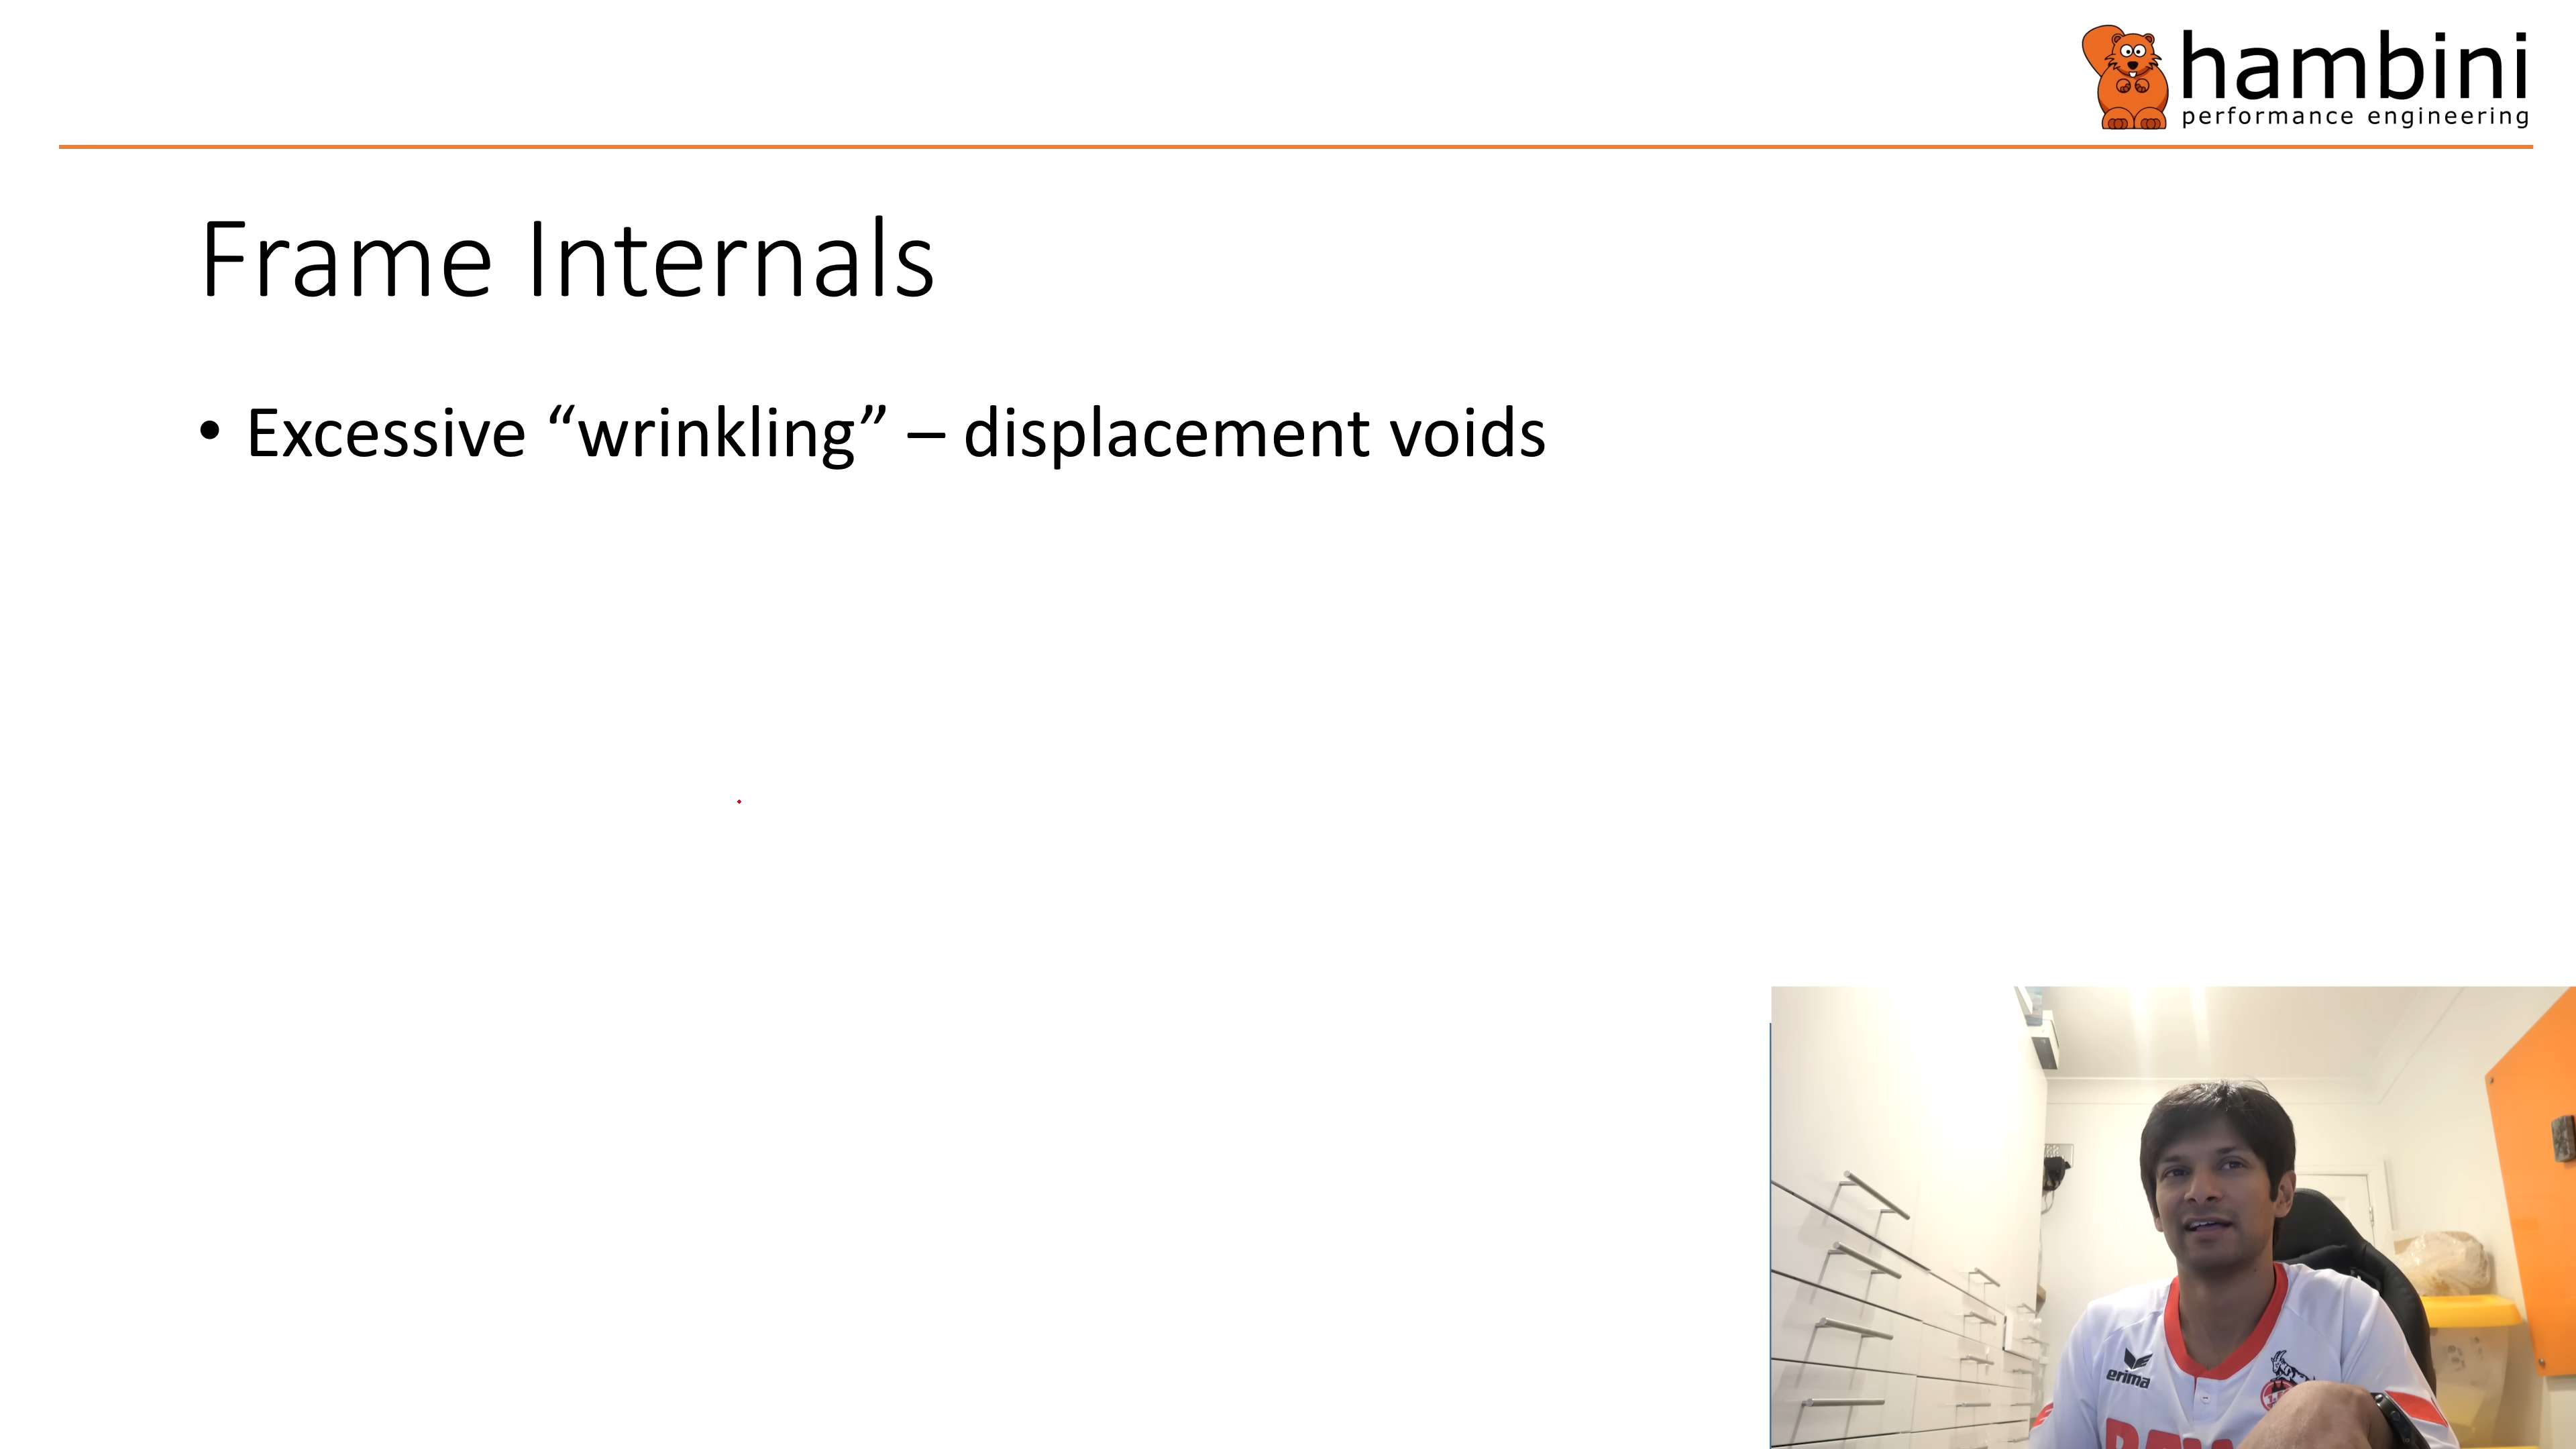 hambini
performance engineering
Frame Internals
• Excessive “wrinkling” – displacement voids
erima